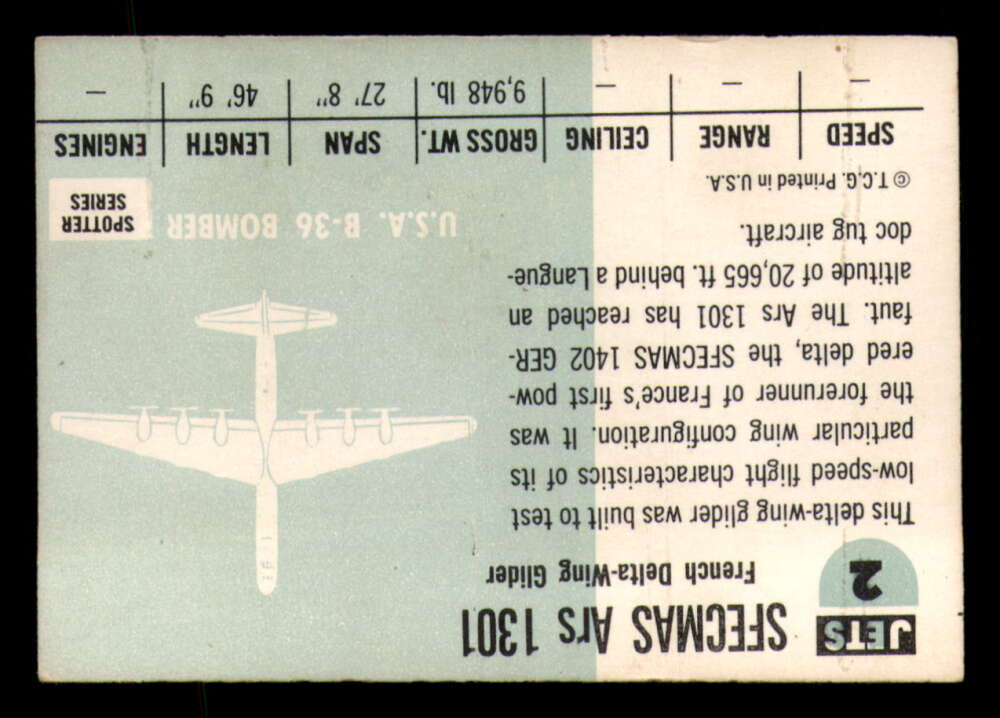 JETS
2
SFECMAS Ars 1301
French Delta-Wing Glider
This delta-wing glider was built to test
low-speed flight characteristics of its
particular wing configuration. It was
the forerunner of France's first pow-
ered delta, the SFECMAS 1402 GER-
faut. The Ars 1301 has reached an
altitude of 20,665 ft. behind a Langue-
doc tug aircraft.
© T.C.G. Printed in U.S.A.
U.S.A. B-36 BOMBER
SPOTTER
SERIES
SPEED RANGE CEILING GROSS WT. SPAN LENGTH ENGINES
— — — 9,948 lb. 27' 8" 46' 9" —